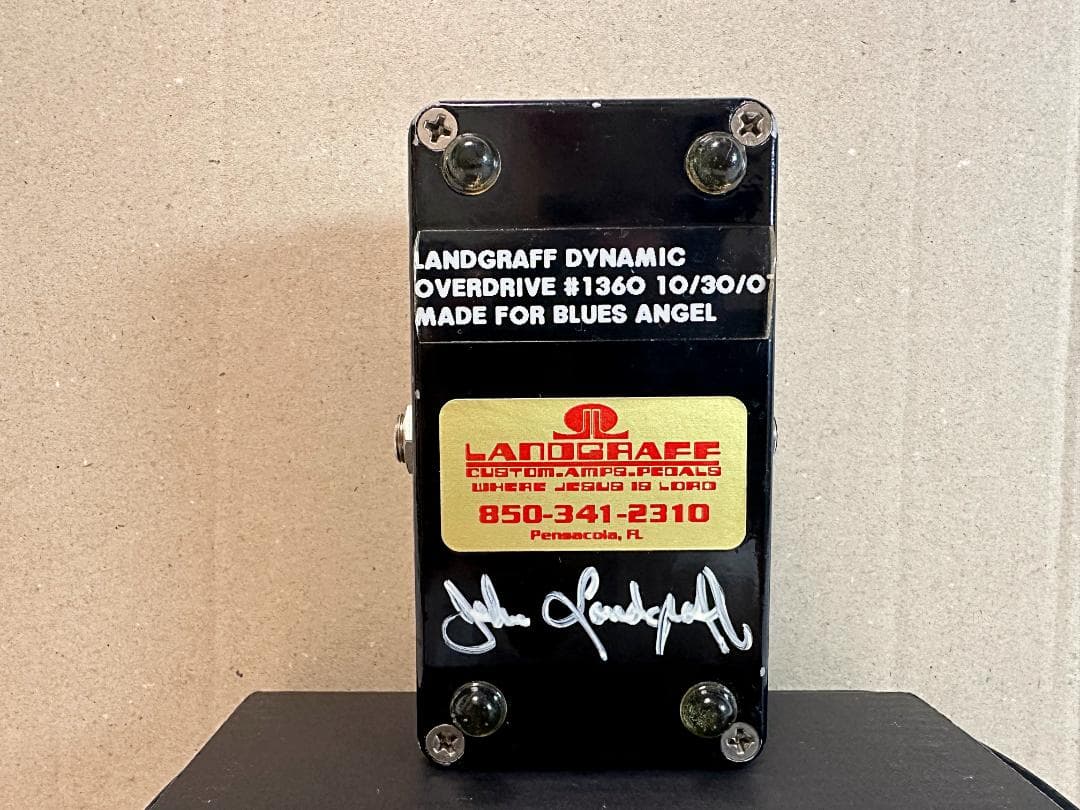 LANDGRAFF DYNAMIC
OVERDRIVE #1360 10/30/0
MADE FOR BLUES ANGEL
LANDGRAFF
CUSTOM.AMPS.PEDALS
WHERE JESUS IS LORD
850-341-2310
Pensacola, FL
John Landgraff